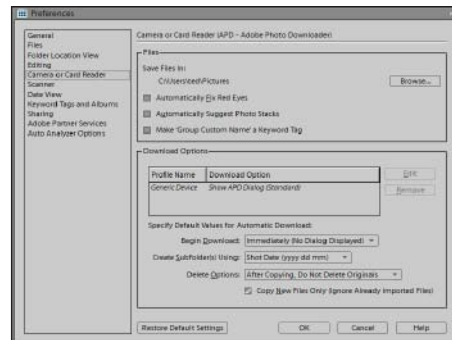 Preferences
General
Files
Folder Location View
Editing
Camera or Card Reader
Scanner
Date View
Keyword Tags and Albums
Sharing
Adobe Partner Services
Auto Analyzer Options
Camera or Card Reader (APD - Adobe Photo Downloader)
Files
Save Files In:
C:\Users\ted\Pictures
Browse...
Automatically Fix Red Eyes
Automatically Suggest Photo Stacks
Make 'Group Custom Name' a Keyword Tag
Download Options
Profile Name Download Option
Generic Device Show APD Dialog (Standard)
Edit
Remove
Specify Default Values for Automatic Download:
Begin Download: Immediately (No Dialog Displayed)
Create Subfolder(s) Using: Shot Date (yyyy dd mm)
Delete Options: After Copying, Do Not Delete Originals
Copy New Files Only (Ignore Already Imported Files)
Restore Default Settings
OK
Cancel
Help